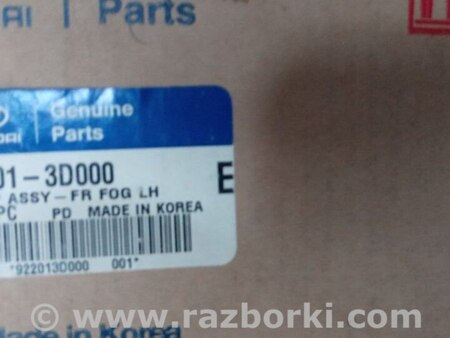 Parts
Genuine
Parts
01-3D000
E
ASSY-FR FOG LH
PC PD MADE IN KOREA
*922013D000 001*
Made in Korea
www.razborki.com